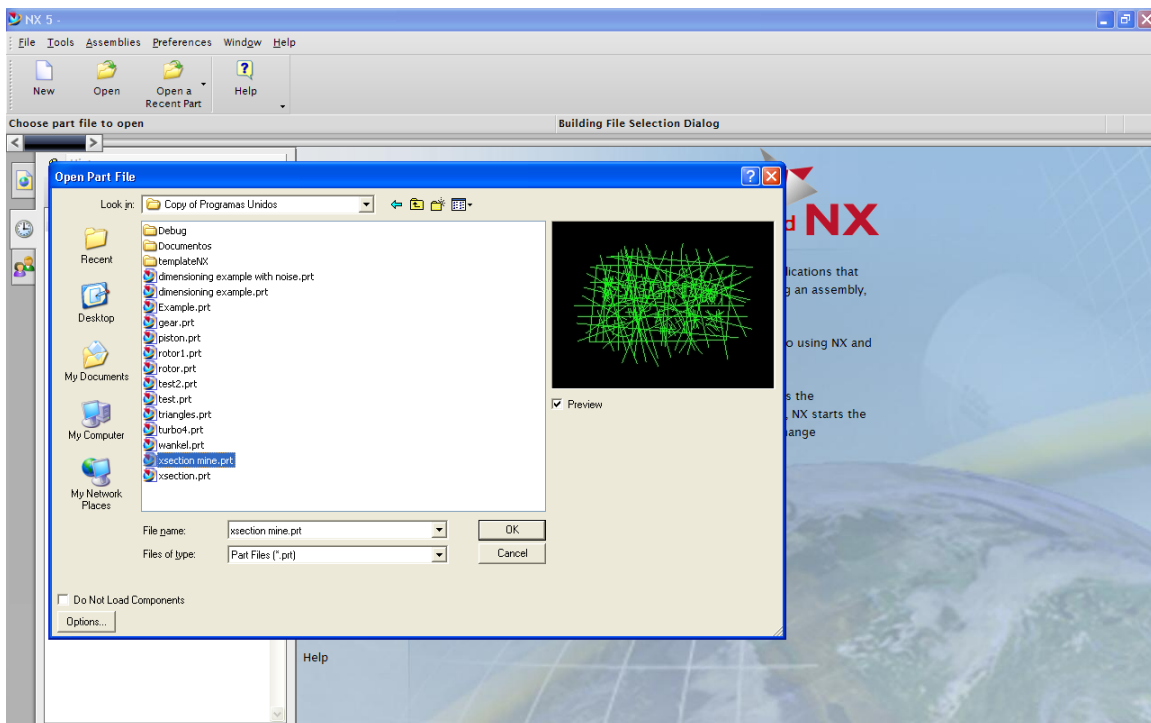 NX 5 -
File Tools Assemblies Preferences Window Help
New Open Open a Recent Part Help
Choose part file to open Building File Selection Dialog
Open Part File
Look in: Copy of Programas Unidos
Recent
Desktop
My Documents
My Computer
My Network Places
Debug
Documentos
templateNX
dimensioning example with noise.prt
dimensioning example.prt
Example.prt
gear.prt
piston.prt
rotor1.prt
rotor.prt
test2.prt
test.prt
triangles.prt
turbo4.prt
wankel.prt
xsection mine.prt
xsection.prt
Preview
File name: xsection mine.prt OK
Files of type: Part Files (*.prt) Cancel
Do Not Load Components
Options...
d NX
lications that
g an assembly,
o using NX and
s the
, NX starts the
ange
Help